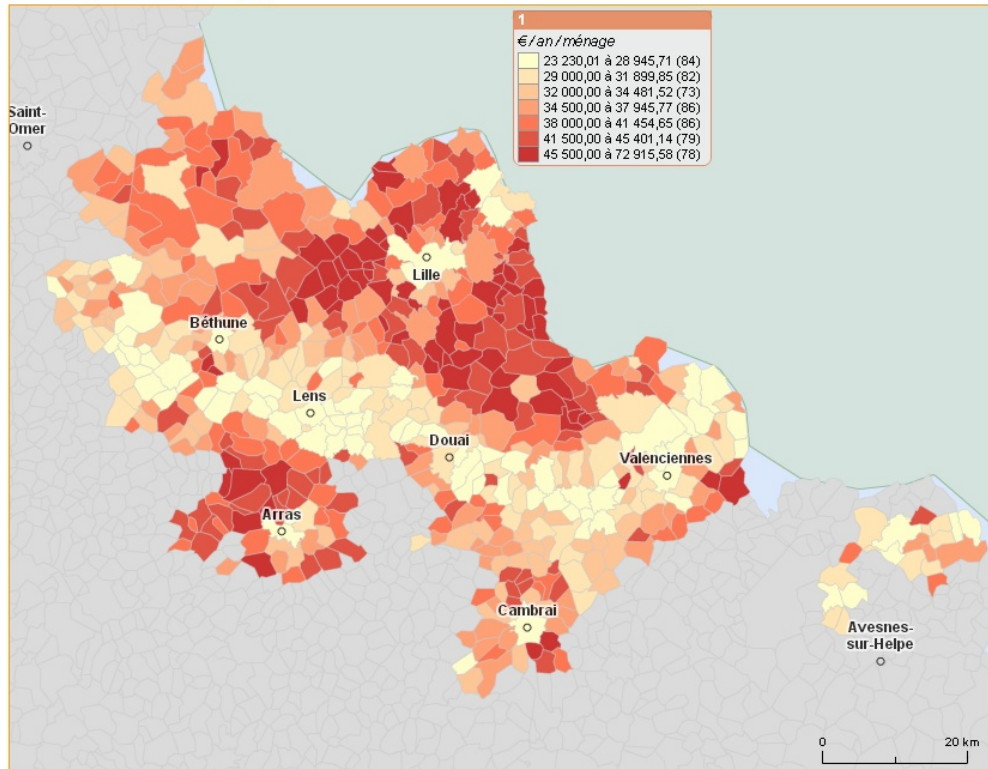 1
€/an/ménage
23 230,01 à 28 945,71 (84)
29 000,00 à 31 899,85 (82)
32 000,00 à 34 481,52 (73)
34 500,00 à 37 945,77 (86)
38 000,00 à 41 454,65 (86)
41 500,00 à 45 401,14 (79)
45 500,00 à 72 915,58 (78)
Saint-
Omer
Lille
Béthune
Lens
Douai
Valenciennes
Arras
Cambrai
Avesnes-
sur-Helpe
0 20 km